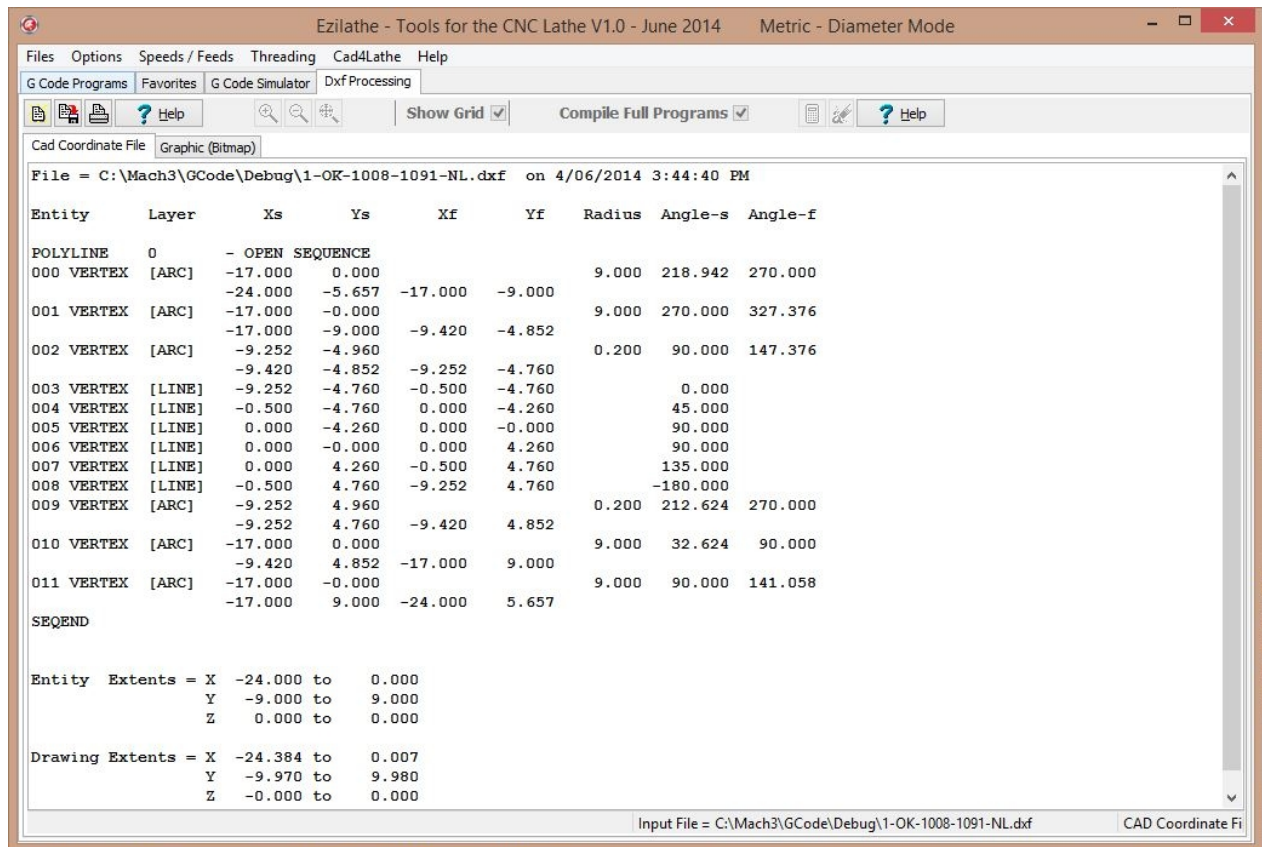 Ezilathe - Tools for the CNC Lathe V1.0 - June 2014 Metric - Diameter Mode
Files Options Speeds / Feeds Threading Cad4Lathe Help
G Code Programs Favorites G Code Simulator Dxf Processing
? Help Show Grid Compile Full Programs ? Help
Cad Coordinate File Graphic (Bitmap)
File = C:\Mach3\GCode\Debug\1-OK-1008-1091-NL.dxf on 4/06/2014 3:44:40 PM
Entity Layer Xs Ys Xf Yf Radius Angle-s Angle-f
POLYLINE 0 - OPEN SEQUENCE
000 VERTEX [ARC] -17.000 0.000 9.000 218.942 270.000
-24.000 -5.657 -17.000 -9.000
001 VERTEX [ARC] -17.000 -0.000 9.000 270.000 327.376
-17.000 -9.000 -9.420 -4.852
002 VERTEX [ARC] -9.252 -4.960 0.200 90.000 147.376
-9.420 -4.852 -9.252 -4.760
003 VERTEX [LINE] -9.252 -4.760 -0.500 -4.760 0.000
004 VERTEX [LINE] -0.500 -4.760 0.000 -4.260 45.000
005 VERTEX [LINE] 0.000 -4.260 0.000 -0.000 90.000
006 VERTEX [LINE] 0.000 -0.000 0.000 4.260 90.000
007 VERTEX [LINE] 0.000 4.260 -0.500 4.760 135.000
008 VERTEX [LINE] -0.500 4.760 -9.252 4.760 -180.000
009 VERTEX [ARC] -9.252 4.960 0.200 212.624 270.000
-9.252 4.760 -9.420 4.852
010 VERTEX [ARC] -17.000 0.000 9.000 32.624 90.000
-9.420 4.852 -17.000 9.000
011 VERTEX [ARC] -17.000 -0.000 9.000 90.000 141.058
-17.000 9.000 -24.000 5.657
SEQEND
Entity Extents = X -24.000 to 0.000
Y -9.000 to 9.000
Z 0.000 to 0.000
Drawing Extents = X -24.384 to 0.007
Y -9.970 to 9.980
Z -0.000 to 0.000
Input File = C:\Mach3\GCode\Debug\1-OK-1008-1091-NL.dxf CAD Coordinate Fi